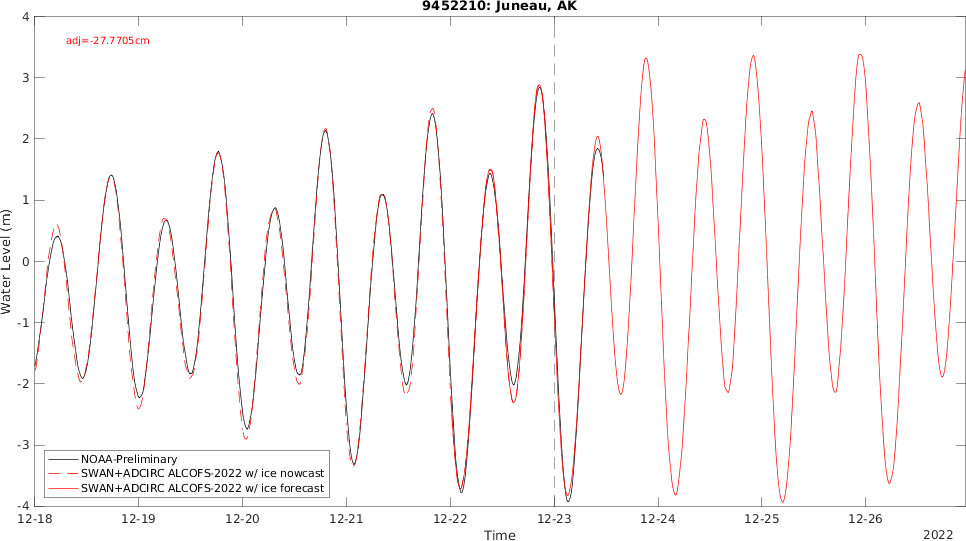 9452210: Juneau, AK
adj=-27.7705cm
4
3
2
1
0
-1
-2
-3
-4
Water Level (m)
NOAA-Preliminary
SWAN+ADCIRC ALCOFS-2022 w/ ice nowcast
SWAN+ADCIRC ALCOFS-2022 w/ ice forecast
12-18 12-19 12-20 12-21 12-22 12-23 12-24 12-25 12-26
Time
2022